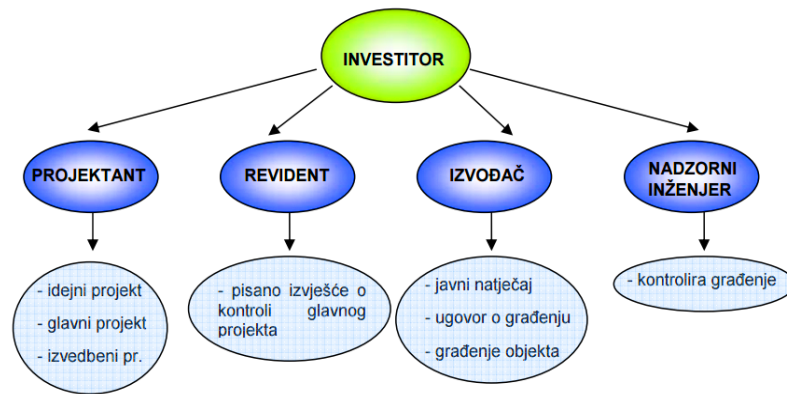 INVESTITOR
PROJEKTANT
REVIDENT
IZVOĐAČ
NADZORNI
INŽENJER
- idejni projekt
- glavni projekt
- izvedbeni pr.
- pisano izvješće o
kontroli glavnog
projekta
- javni natječaj
- ugovor o građenju
- građenje objekta
- kontrolira građenje